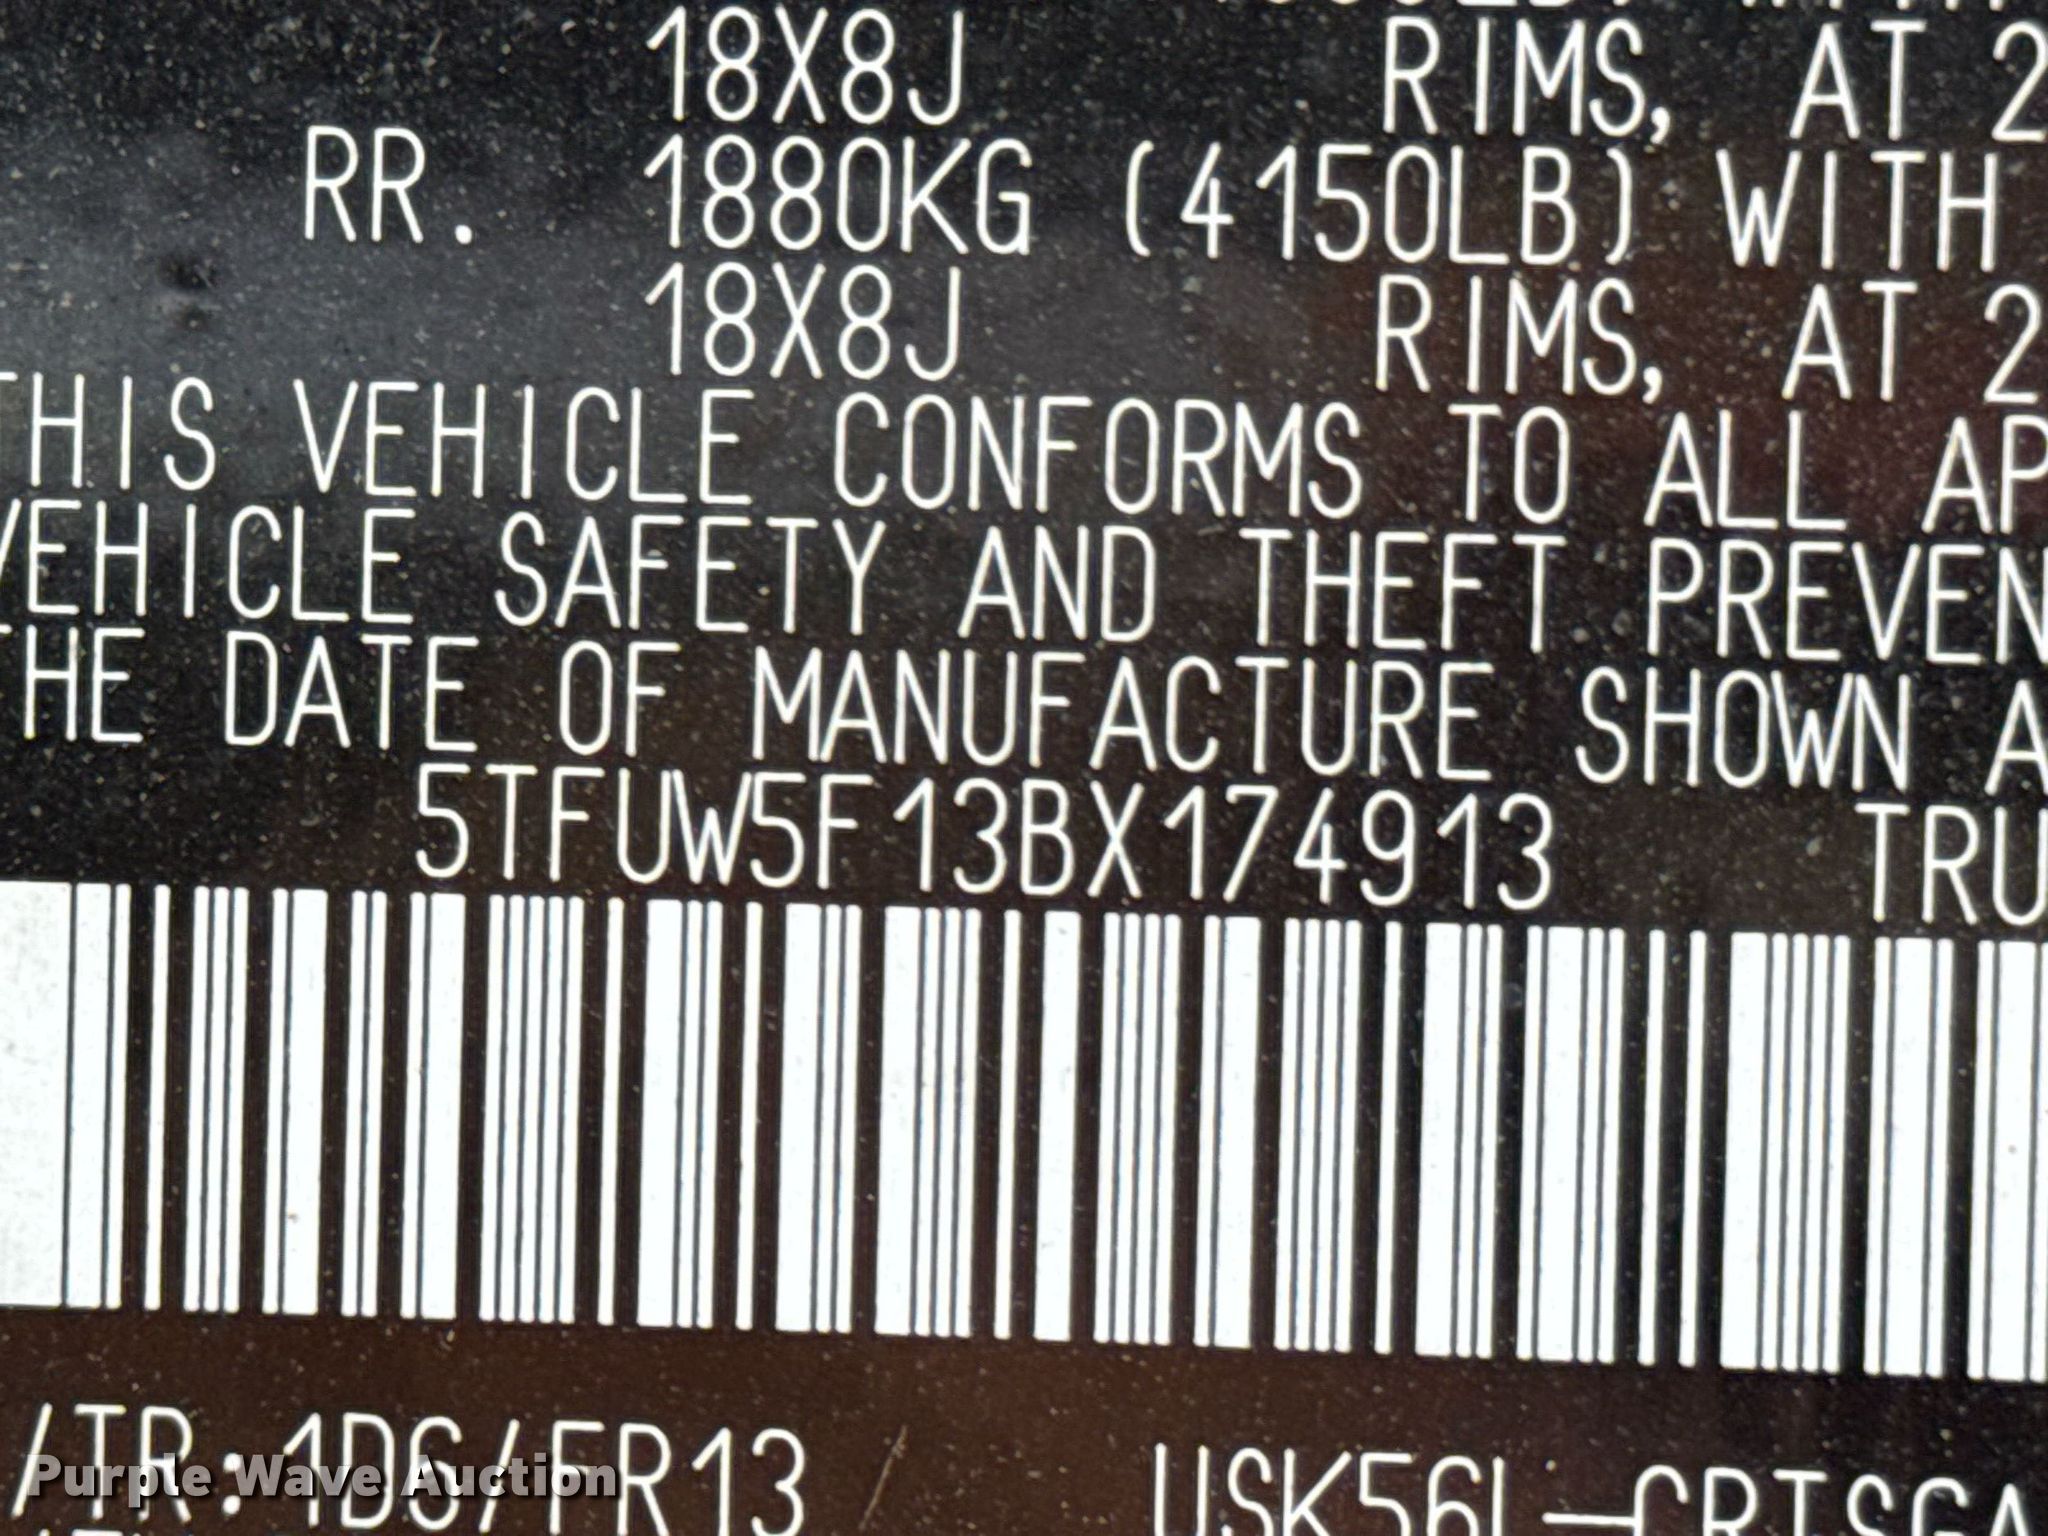 18X8J RIMS, AT 2
RR. 1880KG (4150LB) WITH
18X8J RIMS, AT 2
THIS VEHICLE CONFORMS TO ALL AP
VEHICLE SAFETY AND THEFT PREVEN
THE DATE OF MANUFACTURE SHOWN A
5TFUW5F13BX174913 TRU
/TR:1D6/FR13 USK56L-GRTSGA
Purple Wave Auction